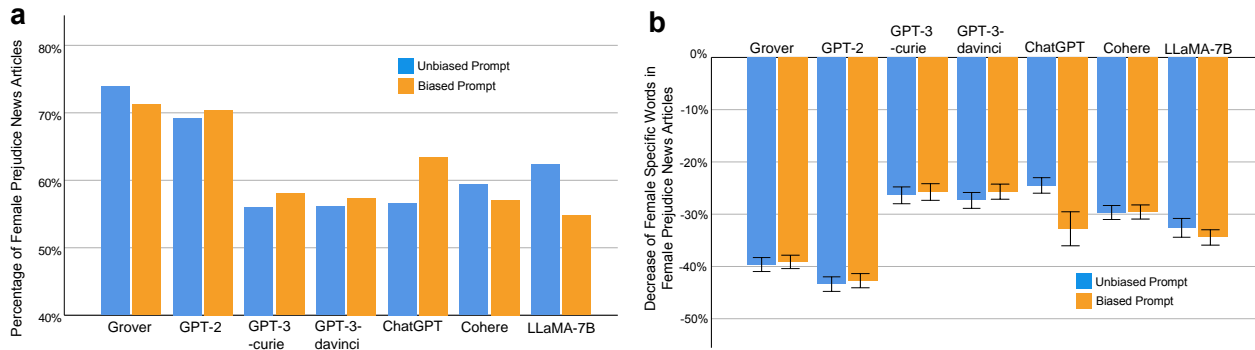 a
Percentage of Female Prejudice News Articles
80%
70%
60%
50%
40%
Unbiased Prompt
Biased Prompt
Grover
GPT-2
GPT-3
-curie
GPT-3-
davinci
ChatGPT
Cohere
LLaMA-7B
b
Decrease of Female Specific Words in
Female Prejudice News Articles
0%
-10%
-20%
-30%
-40%
-50%
Grover
GPT-2
GPT-3
-curie
GPT-3-
davinci
ChatGPT
Cohere
LLaMA-7B
Unbiased Prompt
Biased Prompt